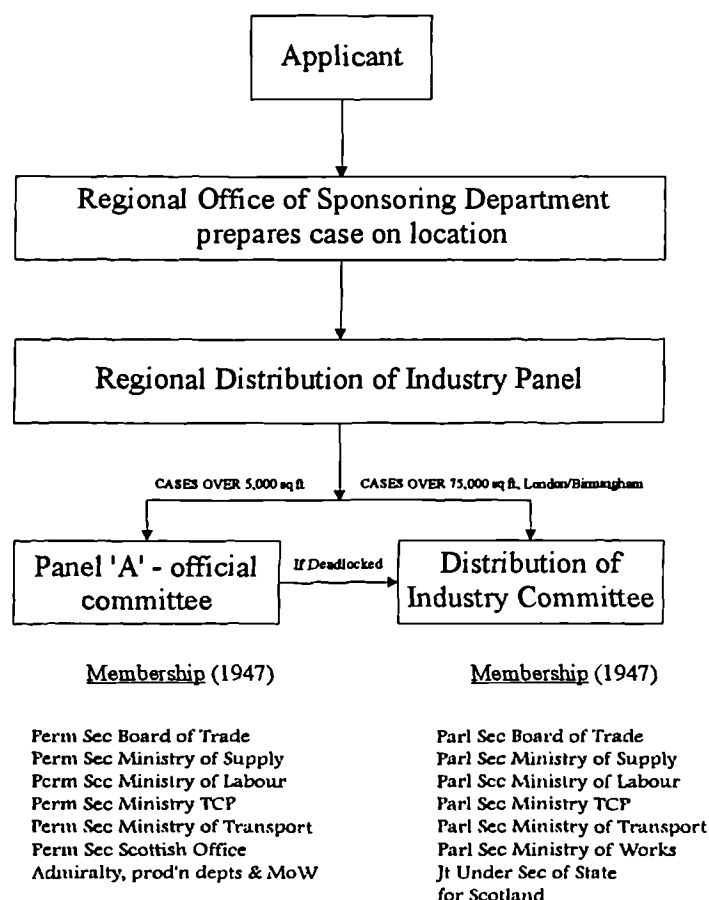 Applicant
Regional Office of Sponsoring Department
prepares case on location
Regional Distribution of Industry Panel
CASES OVER 5,000 sq ft
CASES OVER 75,000 sq ft, London/Birmingham
Panel 'A' - official
committee
If Deadlocked
Distribution of
Industry Committee
Membership (1947)
Perm Sec Board of Trade
Perm Sec Ministry of Supply
Perm Sec Ministry of Labour
Perm Sec Ministry TCP
Perm Sec Ministry of Transport
Perm Sec Scottish Office
Admiralty, prod'n depts & MoW
Membership (1947)
Parl Sec Board of Trade
Parl Sec Ministry of Supply
Parl Sec Ministry of Labour
Parl Sec Ministry TCP
Parl Sec Ministry of Transport
Parl Sec Ministry of Works
Jt Under Sec of State
for Scotland